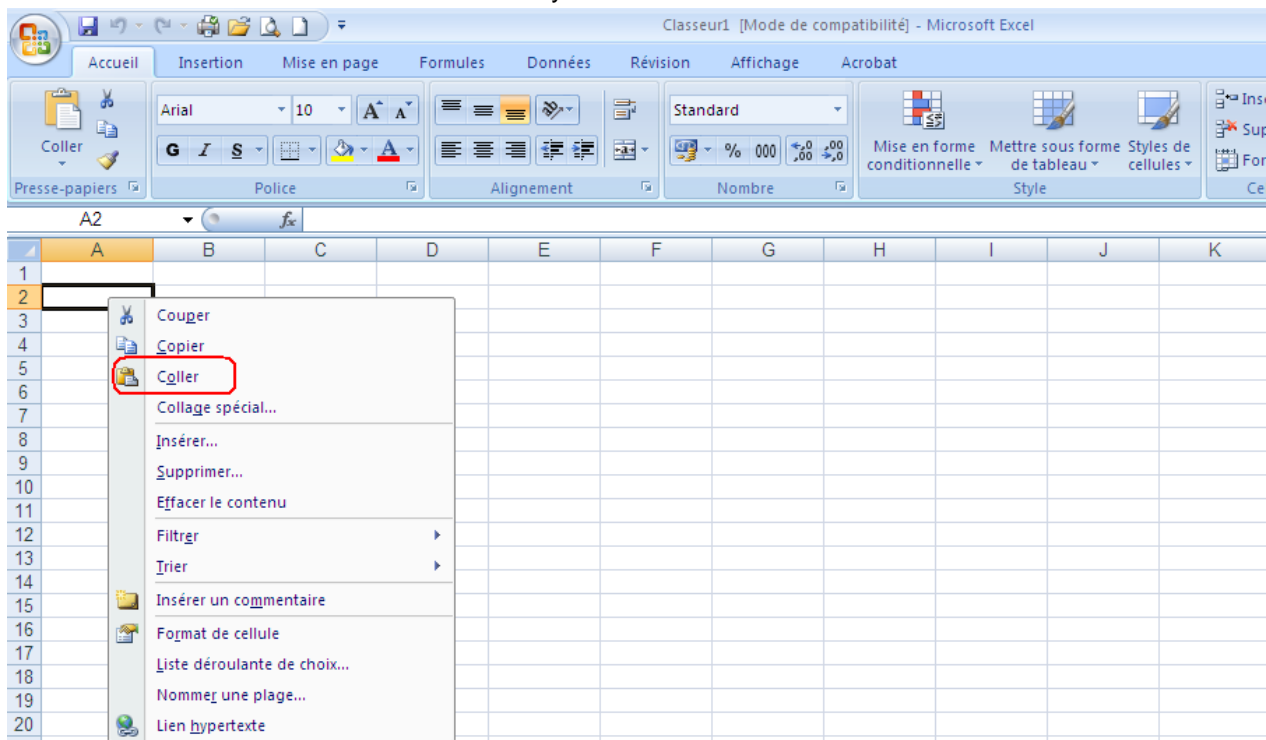 Classeur1 [Mode de compatibilité] - Microsoft Excel
Accueil Insertion Mise en page Formules Données Révision Affichage Acrobat
Arial 10 A A Standard
Coller
G I S % 000 Mise en forme conditionnelle Mettre sous forme de tableau Styles de cellules
Presse-papiers Police Alignement Nombre Style
A2 fx
A B C D E F G H I J K
1
2
3 Couper
4 Copier
5 Coller
6
7 Collage spécial...
8 Insérer...
9 Supprimer...
10
11 Effacer le contenu
12 Filtrer
13 Trier
14
15 Insérer un commentaire
16 Format de cellule
17 Liste déroulante de choix...
18
19 Nommer une plage...
20 Lien hypertexte